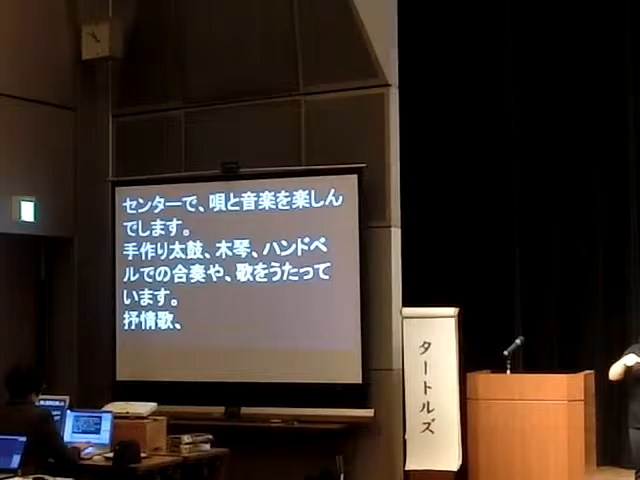 センターで、唄と音楽を楽しん
でします。
手作り太鼓、木琴、ハンドベ
ルでの合奏や、歌をうたって
います。
抒情歌、
タートルズ